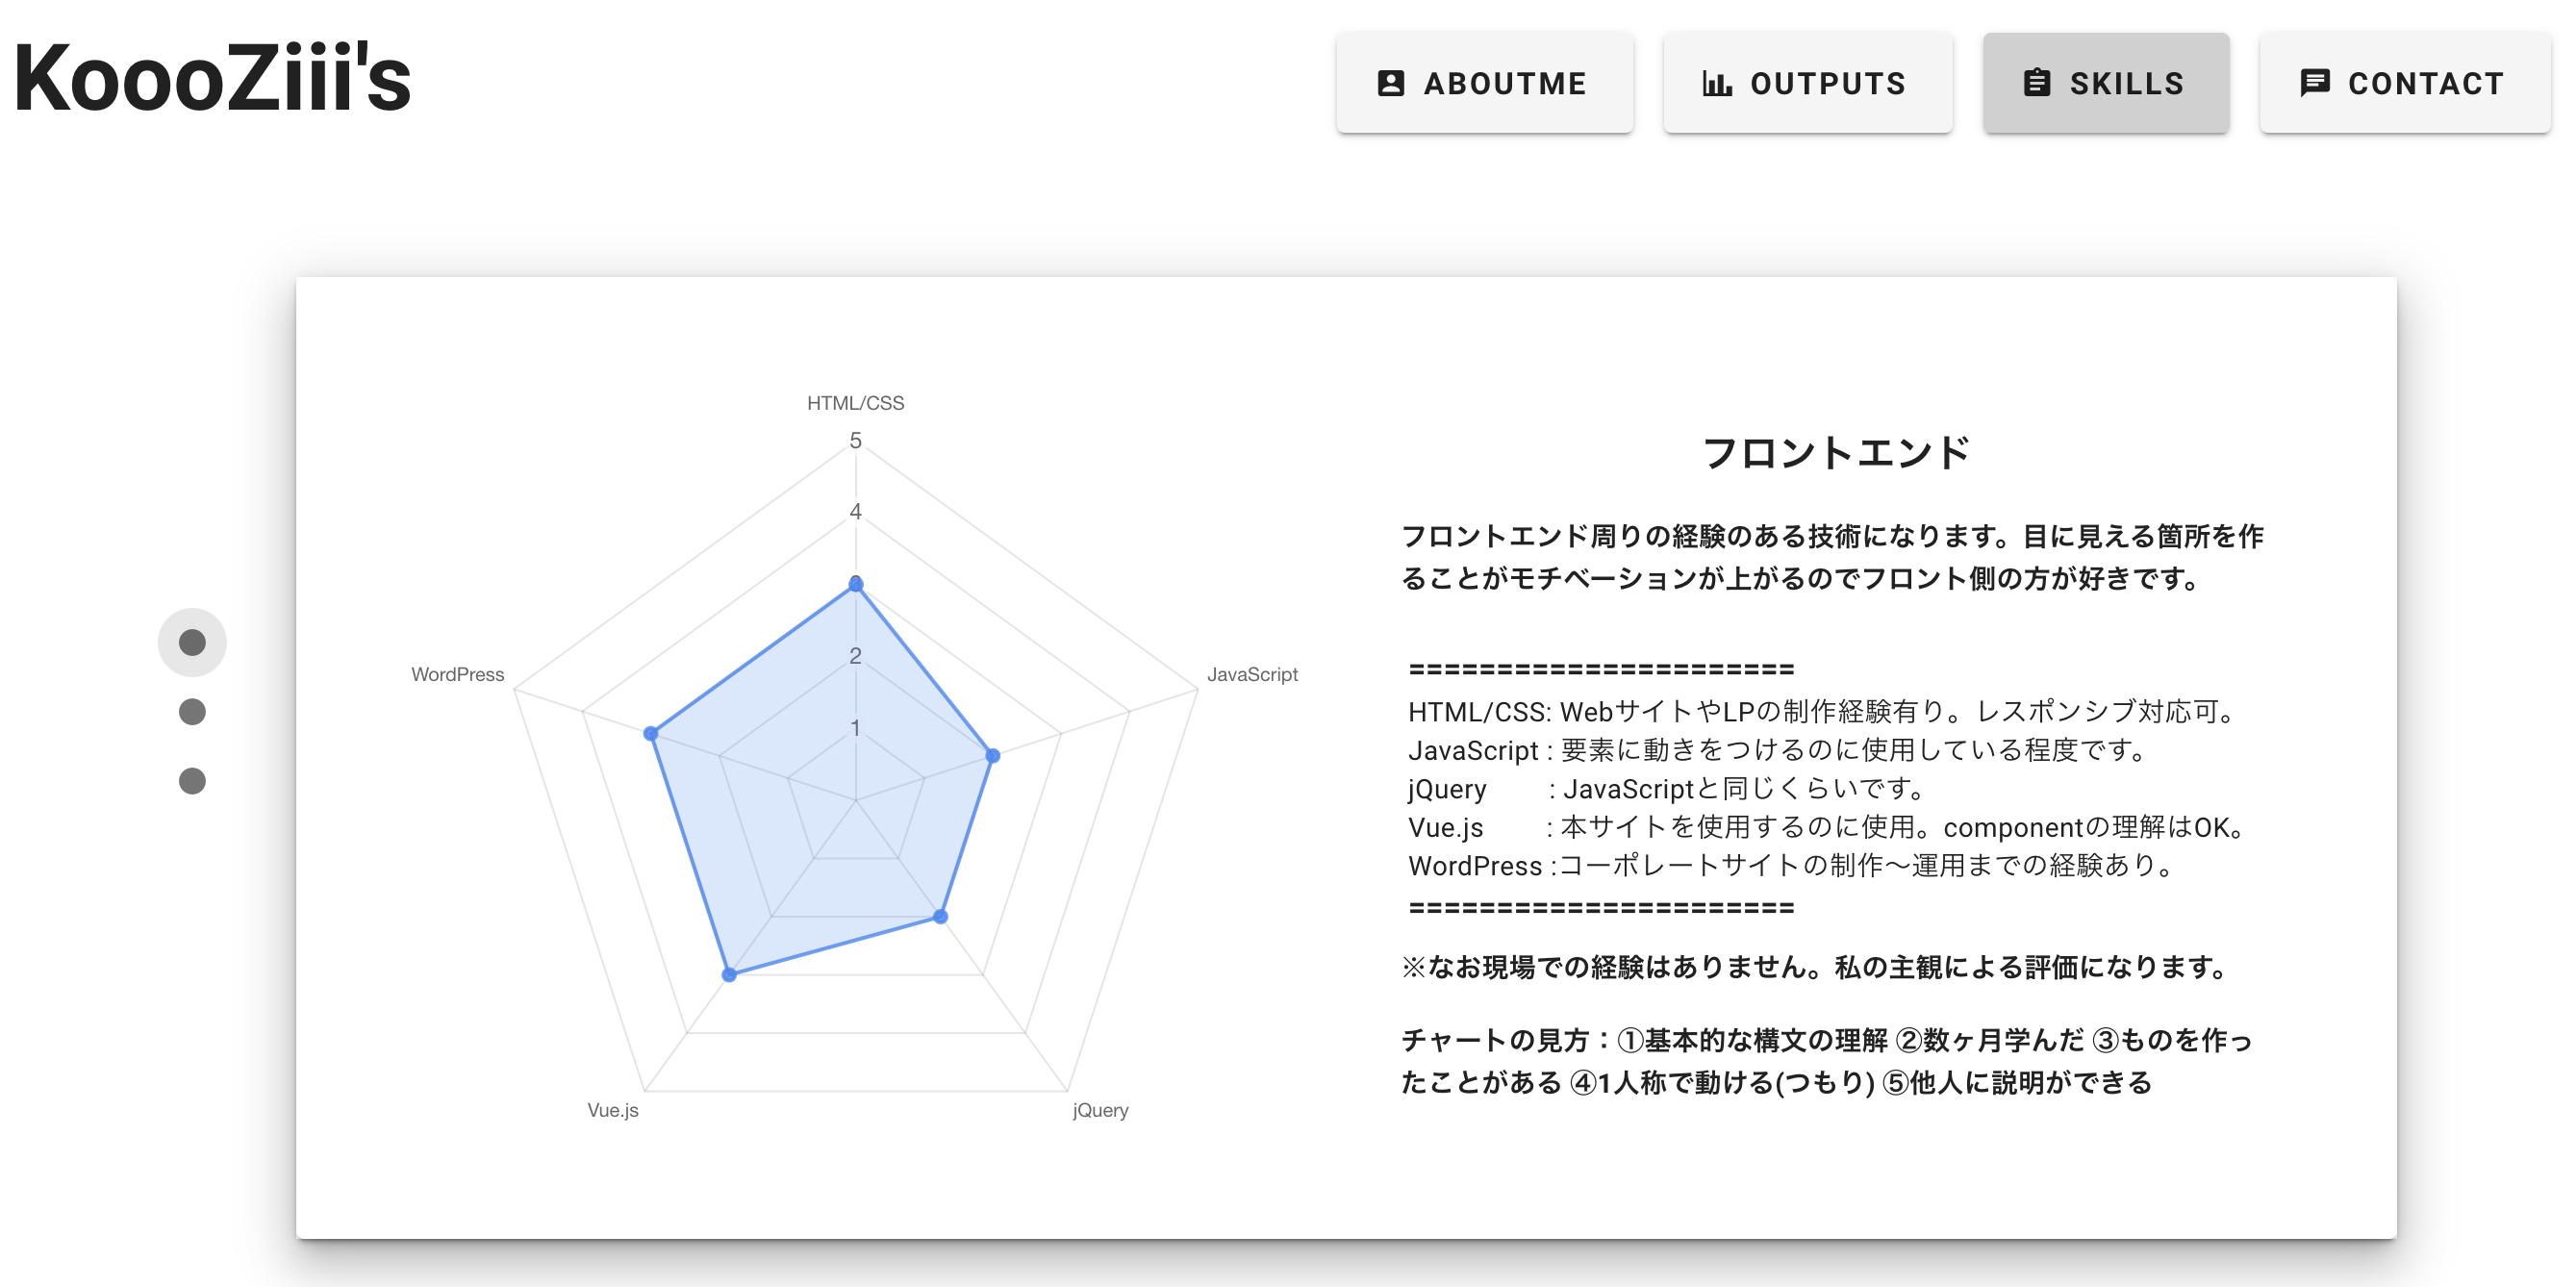 KoooZiii's
ABOUTME
OUTPUTS
SKILLS
CONTACT
HTML/CSS
5
4
2
1
WordPress
JavaScript
Vue.js
jQuery
フロントエンド
フロントエンド周りの経験のある技術になります。目に見える箇所を作
ることがモチベーションが上がるのでフロント側の方が好きです。
======================
HTML/CSS: WebサイトやLPの制作経験有り。レスポンシブ対応可。
JavaScript : 要素に動きをつけるのに使用している程度です。
jQuery : JavaScriptと同じくらいです。
Vue.js : 本サイトを使用するのに使用。componentの理解はOK。
WordPress :コーポレートサイトの制作〜運用までの経験あり。
======================
※なお現場での経験はありません。私の主観による評価になります。
チャートの見方：①基本的な構文の理解 ②数ヶ月学んだ ③ものを作っ
たことがある ④1人称で動ける(つもり) ⑤他人に説明ができる